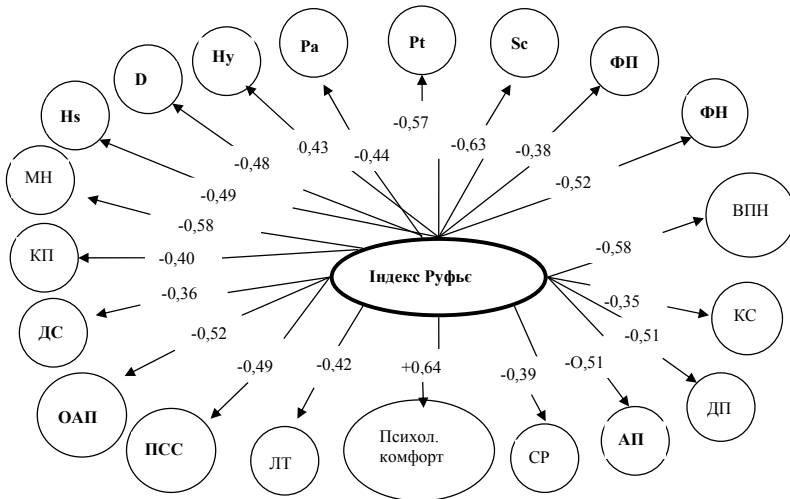 Pa
Pt
Sc
Hy
ФП
D
Hs
ФН
-0,57
0,43
-0,44
-0,63
-0,38
-0,48
МН
-0,49
-0,52
ВПН
-0,58
КП
-0,40
-0,58
Індекс Руфьє
-0,36
-0,35
КС
ДС
-0,52
-0,51
-0,49
-0,42
+0,64
-0,39
-О,51
ДП
ОАП
ПСС
ЛТ
Психол.
комфорт
СР
АП